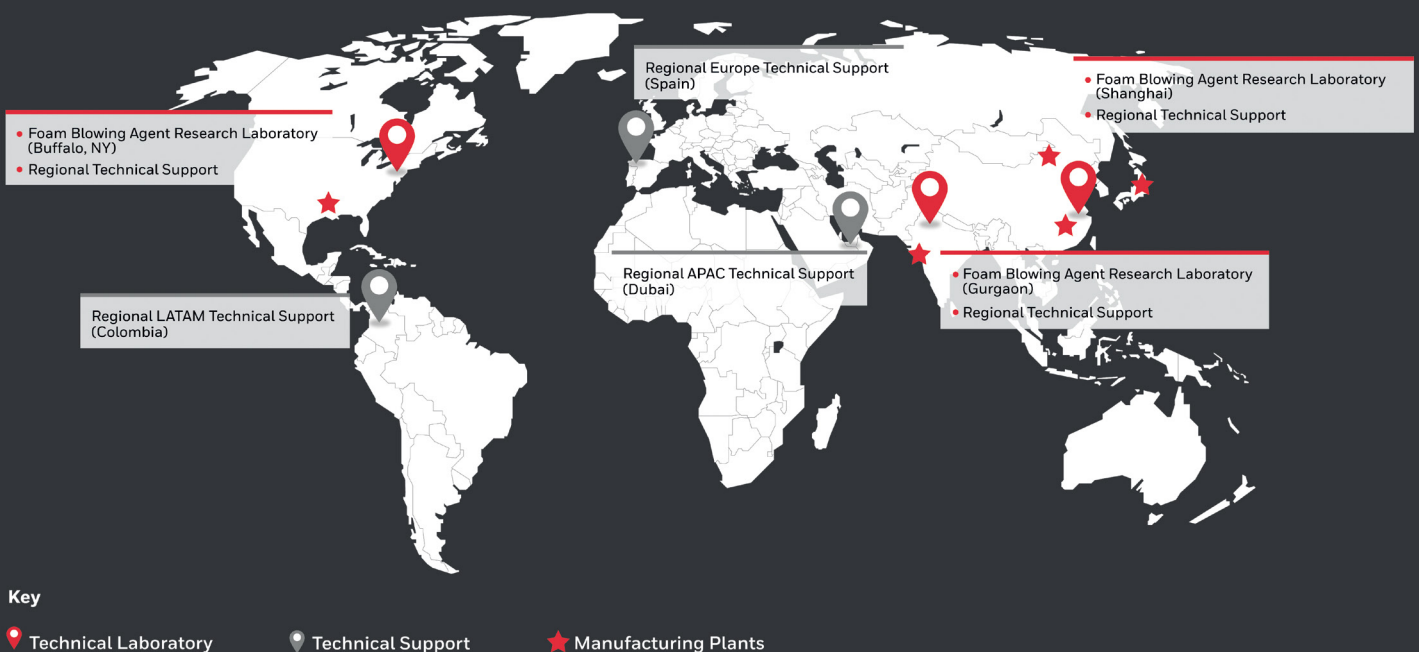 Regional Europe Technical Support
(Spain)
• Foam Blowing Agent Research Laboratory
(Shanghai)
• Regional Technical Support
• Foam Blowing Agent Research Laboratory
(Buffalo, NY)
• Regional Technical Support
Regional APAC Technical Support
(Dubai)
• Foam Blowing Agent Research Laboratory
(Gurgaon)
• Regional Technical Support
Regional LATAM Technical Support
(Colombia)
Key
Technical Laboratory
Technical Support
Manufacturing Plants